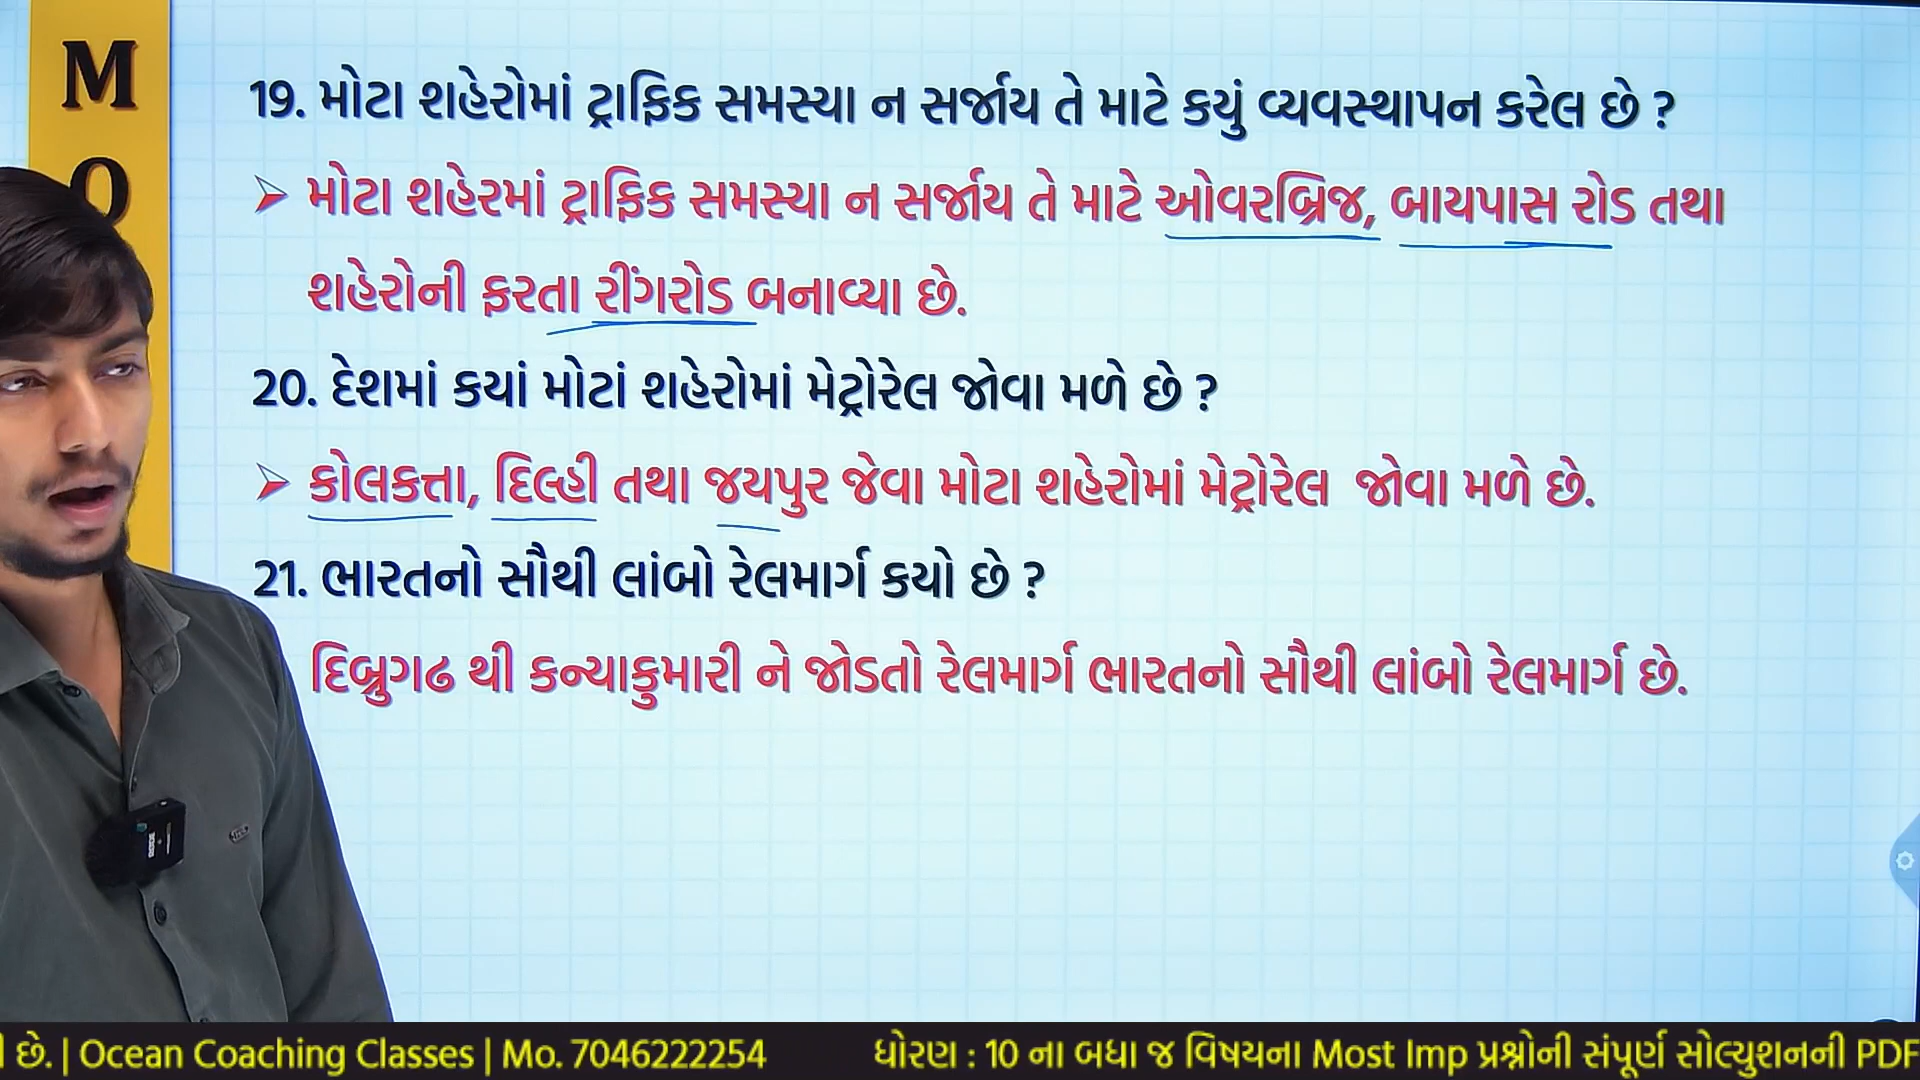 M
O
19. મોટા શહેરોમાં ટ્રાફિક સમસ્યા ન સર્જાય તે માટે કયું વ્યવસ્થાપન કરેલ છે ?
➢ મોટા શહેરમાં ટ્રાફિક સમસ્યા ન સર્જાય તે માટે ઓવરબ્રિજ, બાયપાસ રોડ તથા
શહેરોની ફરતા રીંગરોડ બનાવ્યા છે.
20. દેશમાં કયાં મોટાં શહેરોમાં મેટ્રોરેલ જોવા મળે છે ?
➢ કોલકત્તા, દિલ્હી તથા જયપુર જેવા મોટા શહેરોમાં મેટ્રોરેલ જોવા મળે છે.
21. ભારતનો સૌથી લાંબો રેલમાર્ગ કયો છે ?
દિબ્રુગઢ થી કન્યાકુમારી ને જોડતો રેલમાર્ગ ભારતનો સૌથી લાંબો રેલમાર્ગ છે.
છે. | Ocean Coaching Classes | Mo. 7046222254 ધોરણ : 10 ના બધા જ વિષયના Most Imp પ્રશ્નોની સંપૂર્ણ સોલ્યુશનની PDF